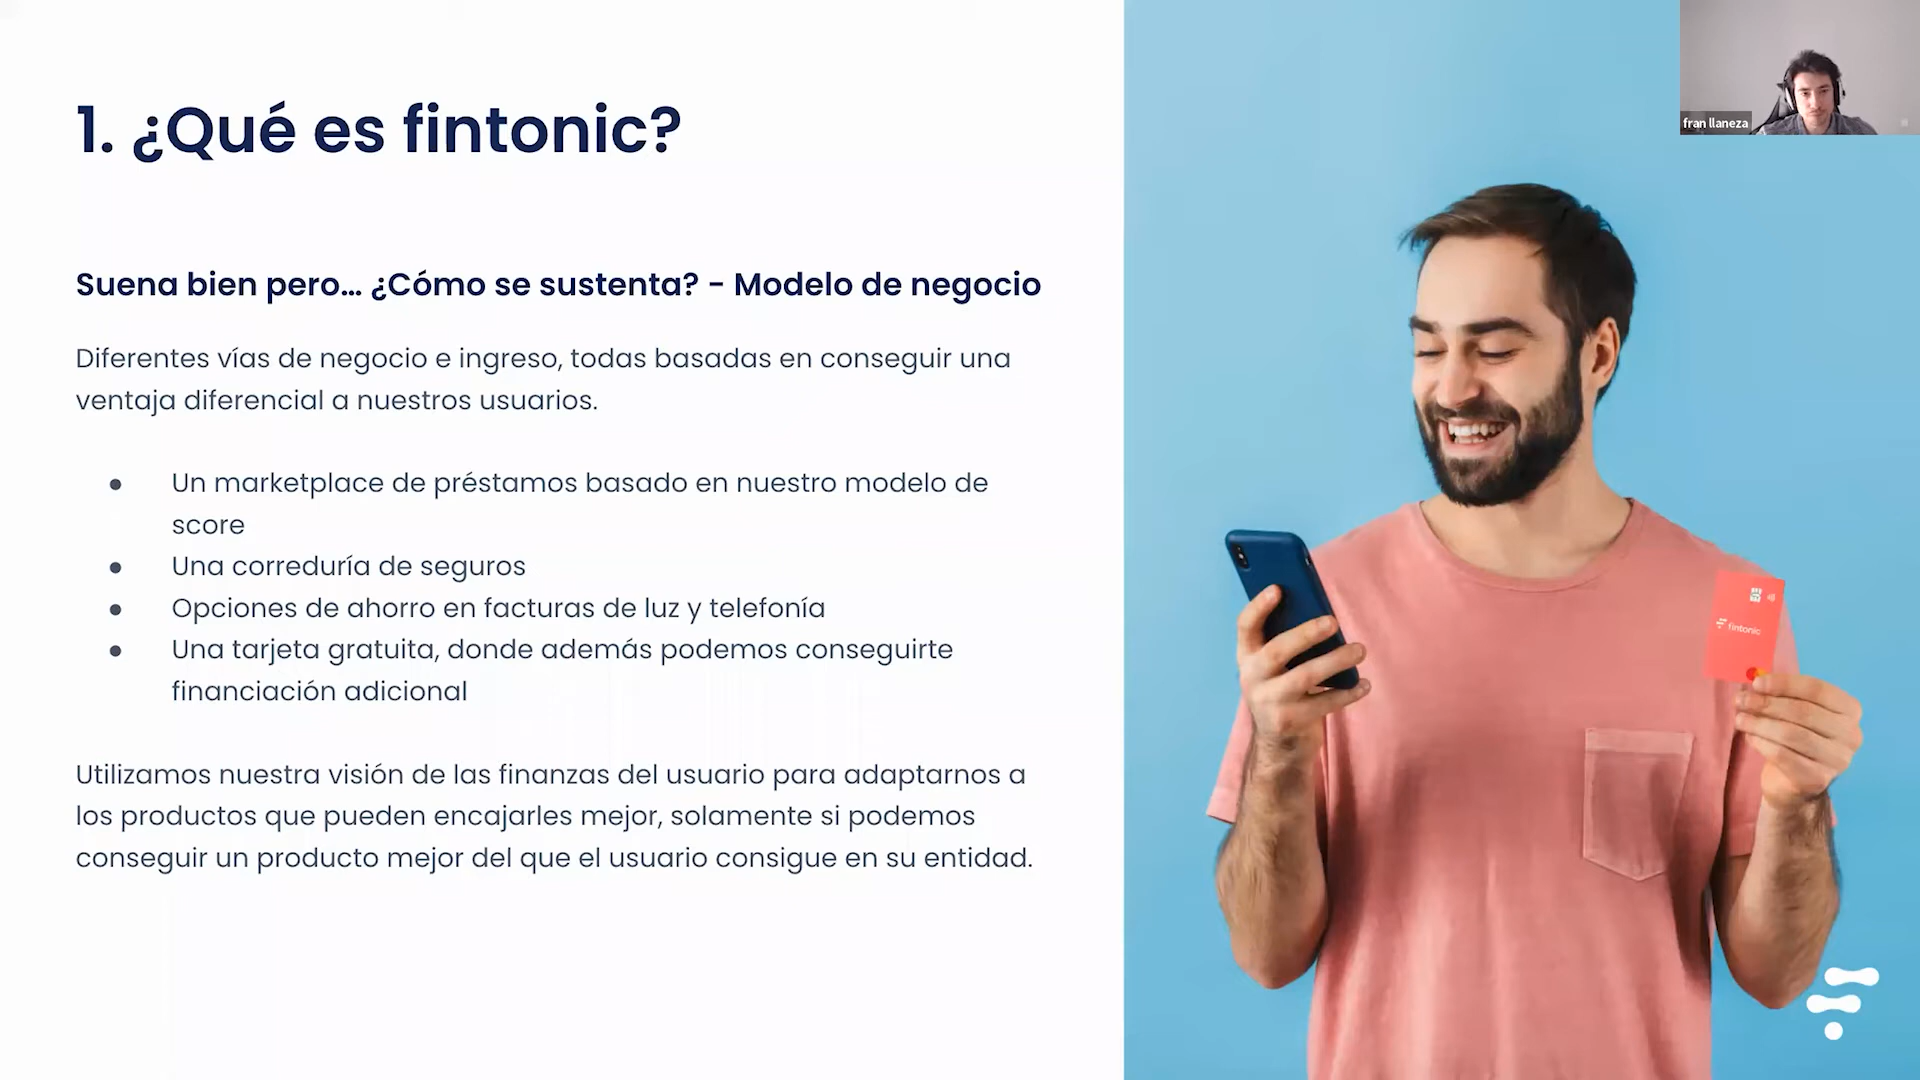 1. ¿Qué es fintonic?
Suena bien pero... ¿Cómo se sustenta? - Modelo de negocio
Diferentes vías de negocio e ingreso, todas basadas en conseguir una
ventaja diferencial a nuestros usuarios.
● Un marketplace de préstamos basado en nuestro modelo de
score
● Una correduría de seguros
● Opciones de ahorro en facturas de luz y telefonía
● Una tarjeta gratuita, donde además podemos conseguirte
financiación adicional
Utilizamos nuestra visión de las finanzas del usuario para adaptarnos a
los productos que pueden encajarles mejor, solamente si podemos
conseguir un producto mejor del que el usuario consigue en su entidad.
fran llaneza
fintonic